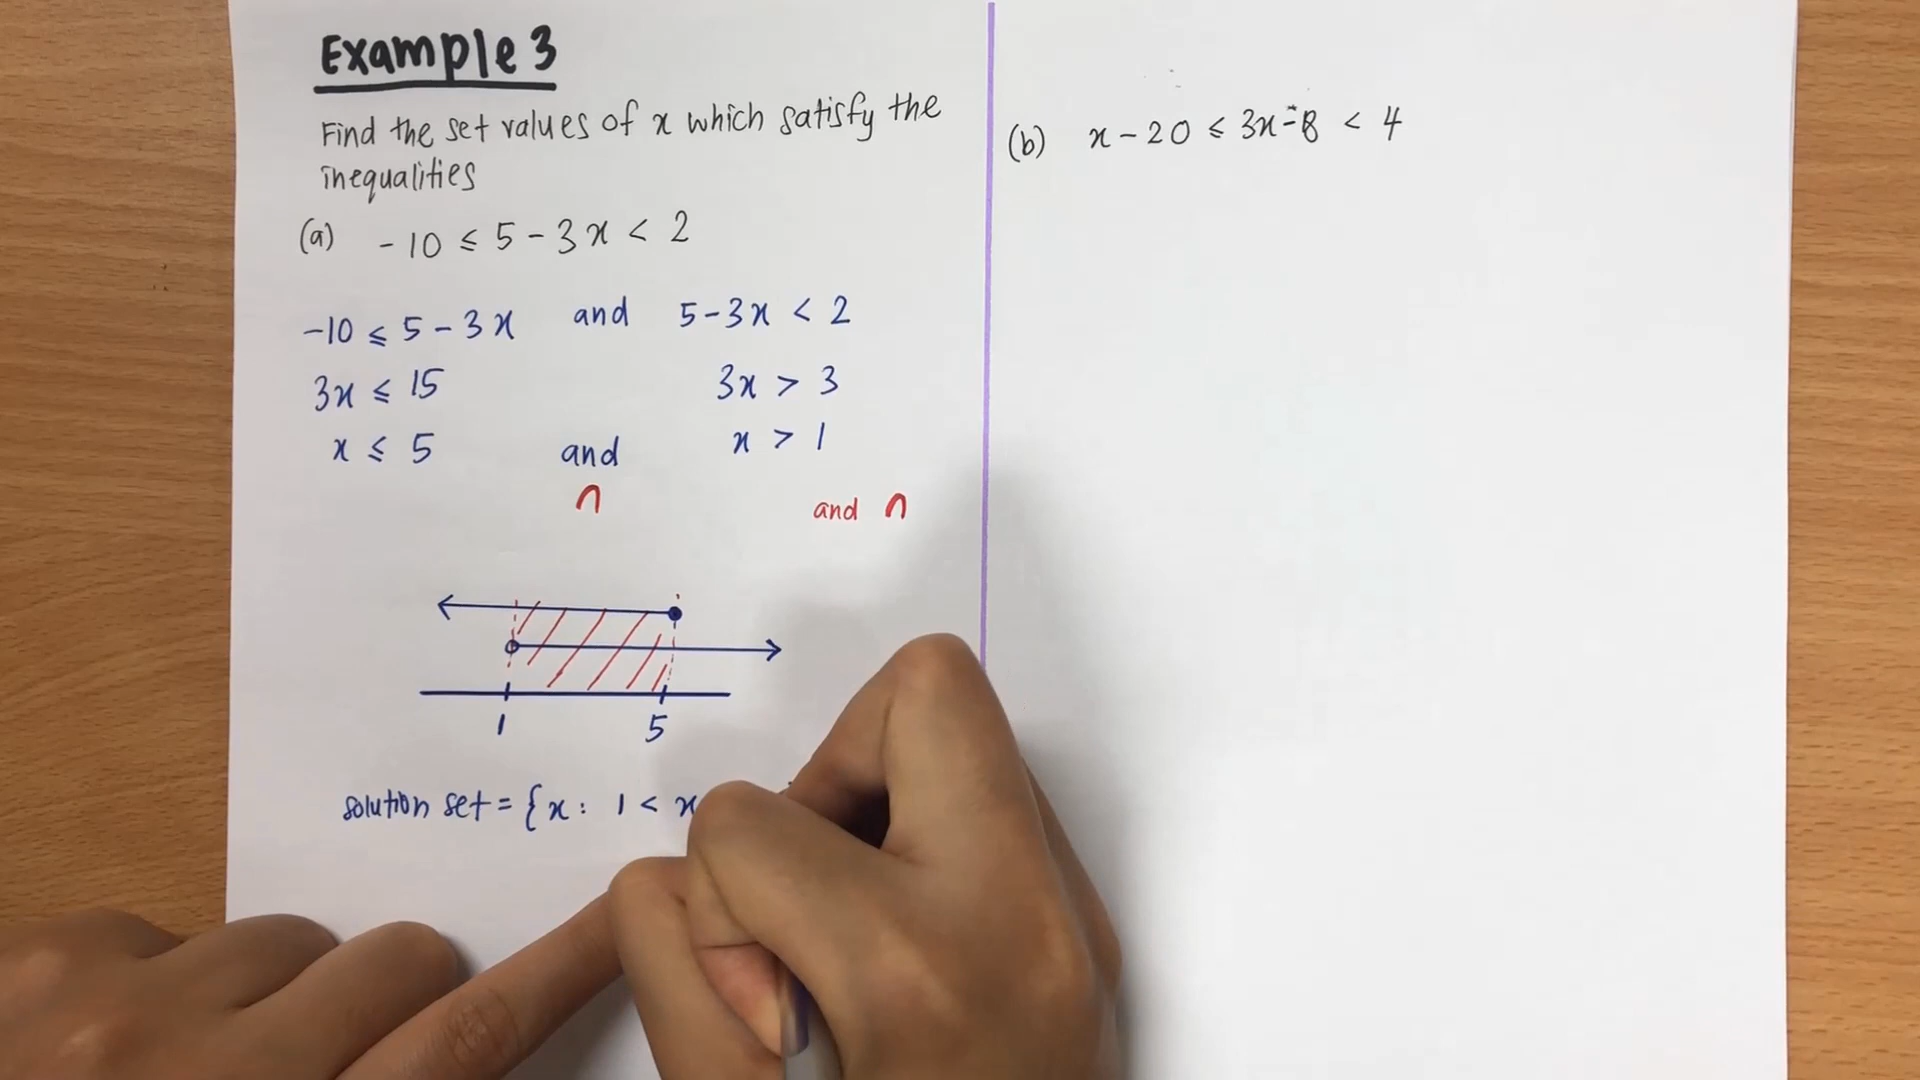 Example 3
Find the set values of x which satisfy the
inequalities
(a) -10 ≤ 5 - 3x < 2
-10 ≤ 5 - 3x and 5 - 3x < 2
3x ≤ 15 3x > 3
x ≤ 5 and x > 1
∩ and ∩
1 5
solution set = {x : 1 < x
(b) x - 20 ≤ 3x - 8 < 4